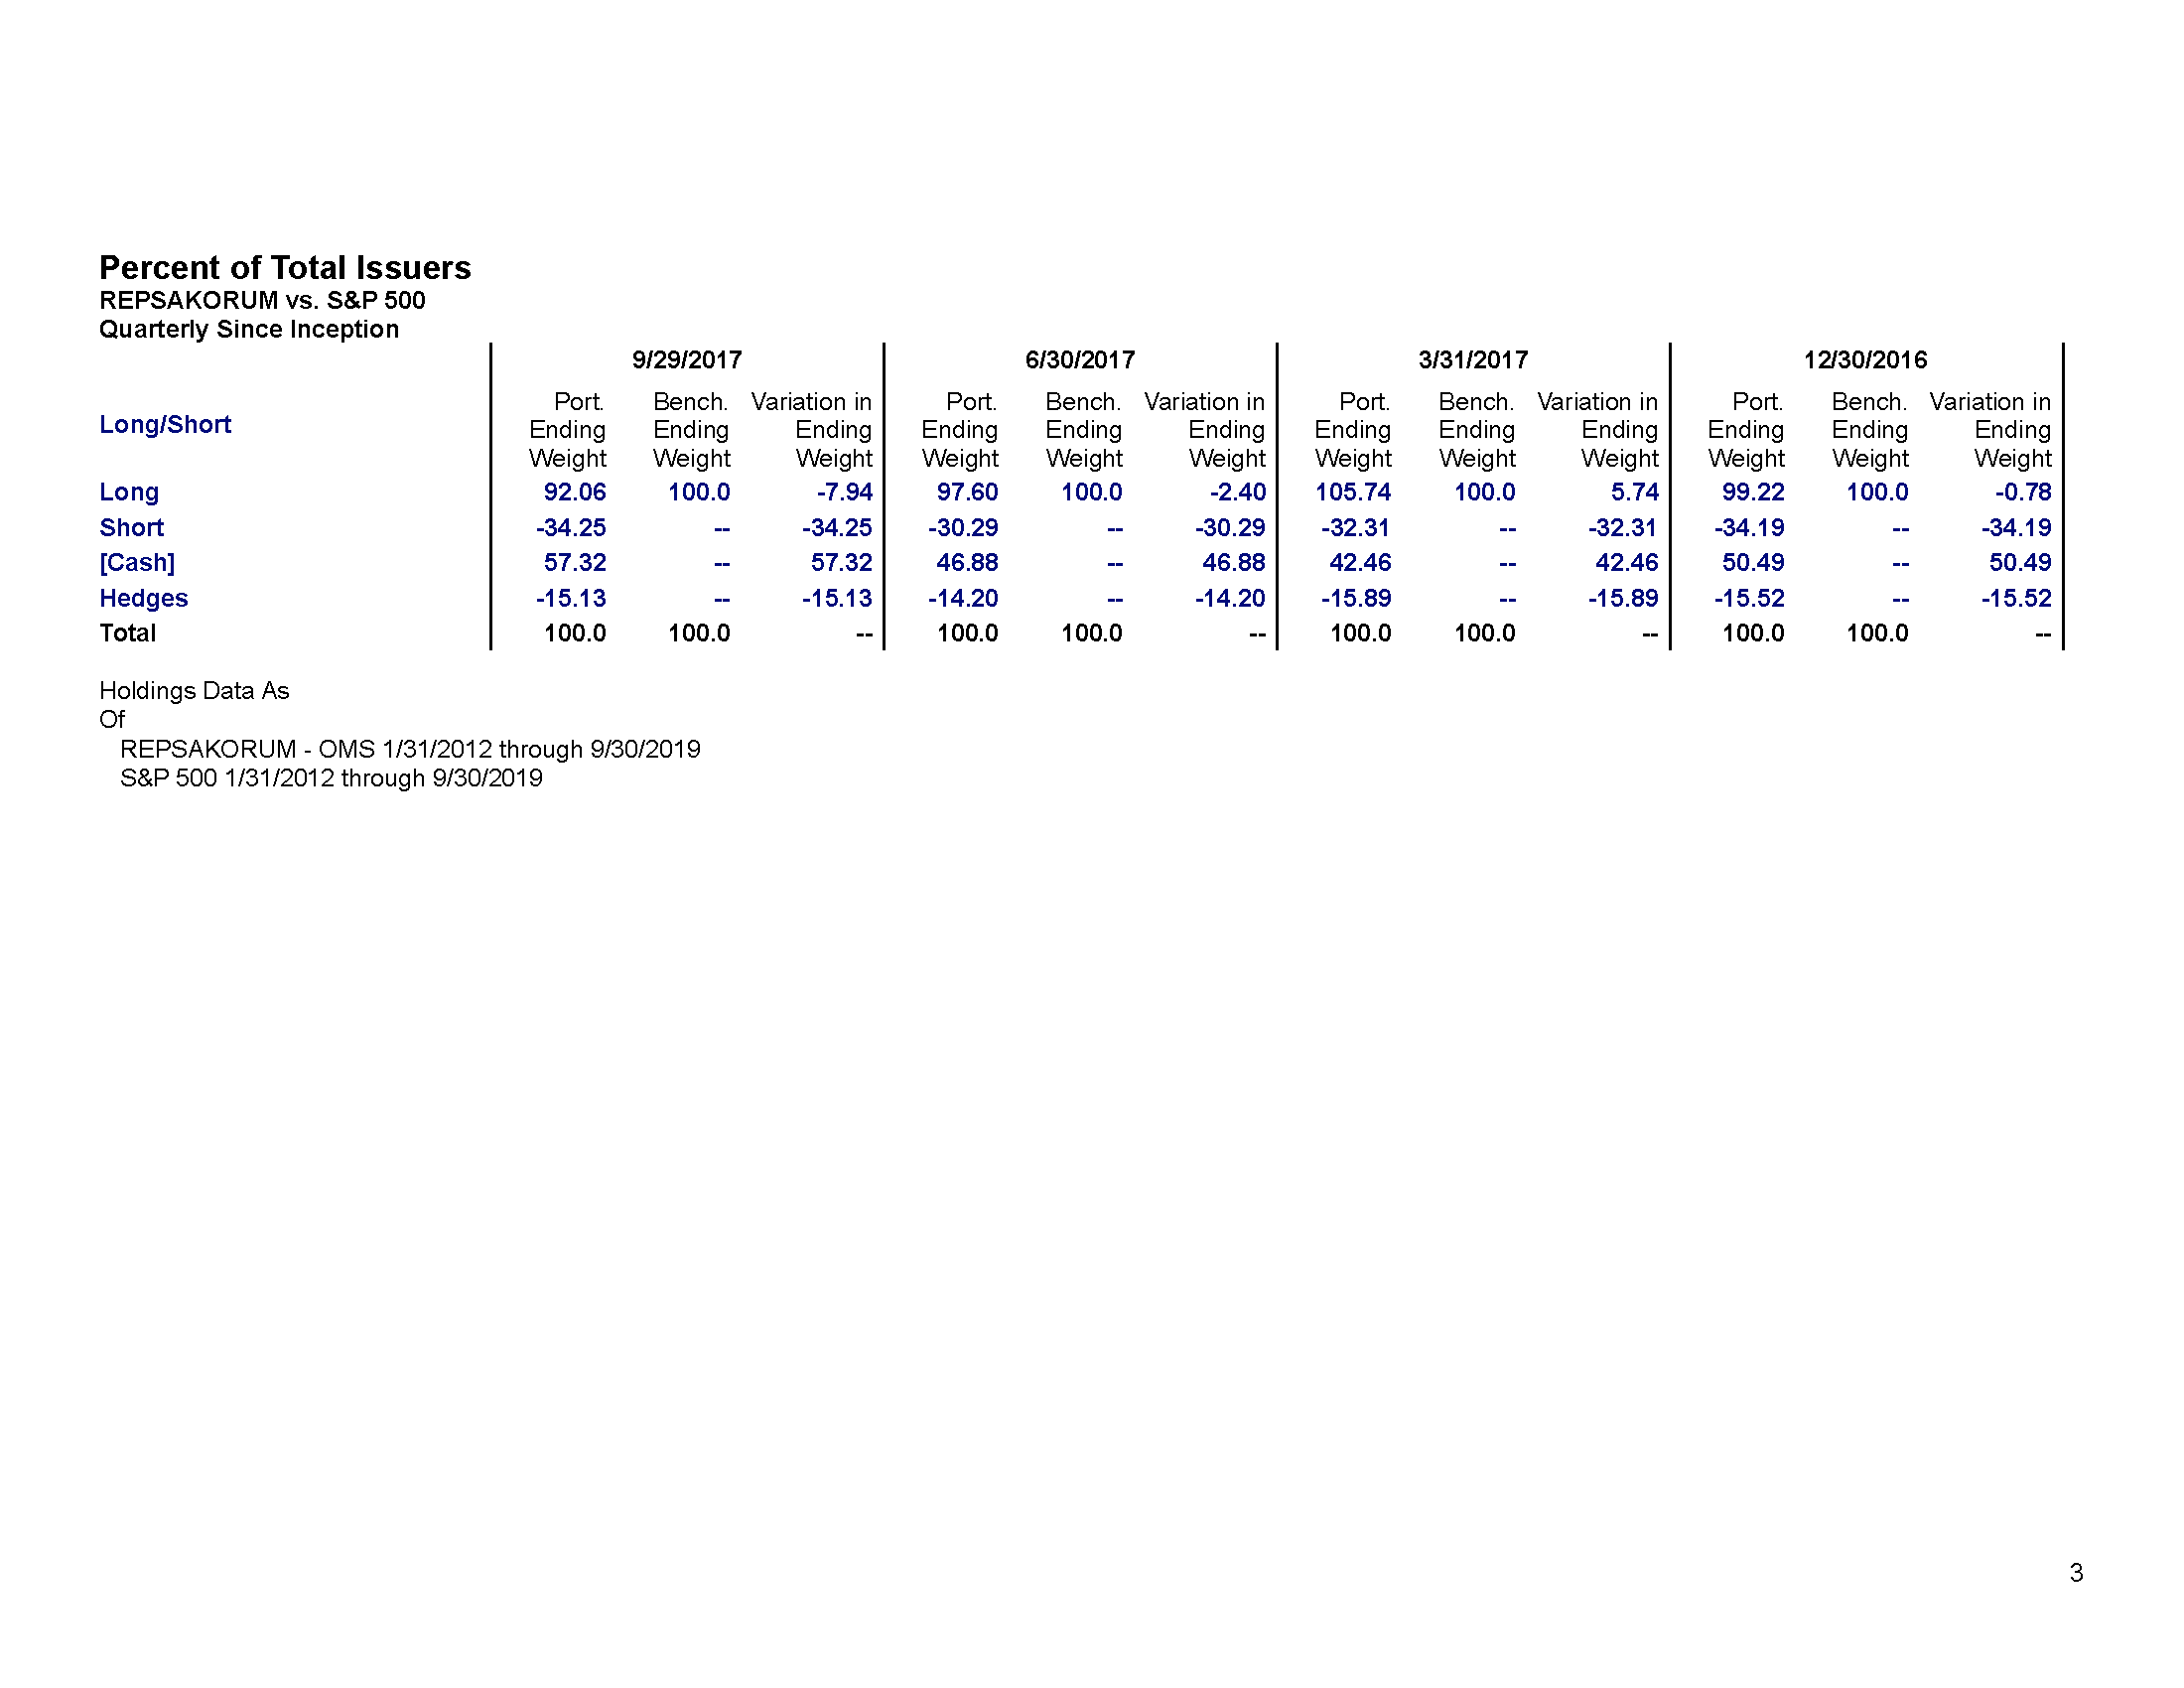 Percent of Total Issuers
REPSAKORUM vs. S&P 500
Quarterly Since Inception
9/29/2017 6/30/2017 3/31/2017 12/30/2016
Long/Short
Port. Bench. Variation in Port. Bench. Variation in Port. Bench. Variation in Port. Bench. Variation in
Ending Ending Ending Ending Ending Ending Ending Ending Ending Ending Ending Ending
Weight Weight Weight Weight Weight Weight Weight Weight Weight Weight Weight Weight
Long 92.06 100.0 -7.94 97.60 100.0 -2.40 105.74 100.0 5.74 99.22 100.0 -0.78
Short -34.25 -- -34.25 -30.29 -- -30.29 -32.31 -- -32.31 -34.19 -- -34.19
[Cash] 57.32 -- 57.32 46.88 -- 46.88 42.46 -- 42.46 50.49 -- 50.49
Hedges -15.13 -- -15.13 -14.20 -- -14.20 -15.89 -- -15.89 -15.52 -- -15.52
Total 100.0 100.0 -- 100.0 100.0 -- 100.0 100.0 -- 100.0 100.0 --
Holdings Data As
Of
REPSAKORUM - OMS 1/31/2012 through 9/30/2019
S&P 500 1/31/2012 through 9/30/2019
3